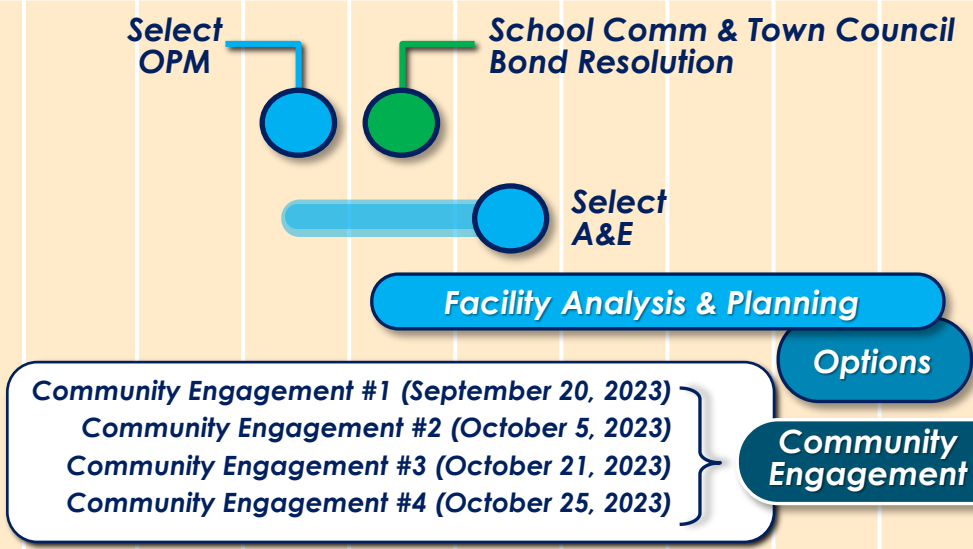 Select
OPM
School Comm & Town Council
Bond Resolution
Select
A&E
Facility Analysis & Planning
Options
Community Engagement #1 (September 20, 2023)
Community Engagement #2 (October 5, 2023)
Community Engagement #3 (October 21, 2023)
Community Engagement #4 (October 25, 2023)
Community
Engagement